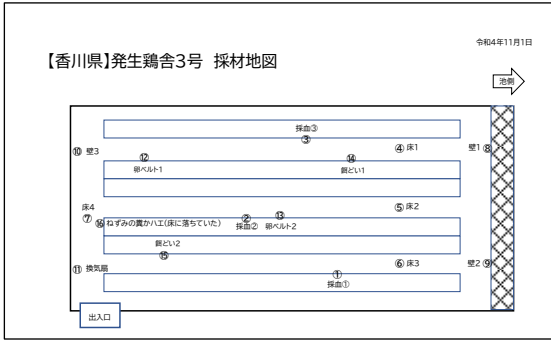 令和4年11月1日
【香川県】発生鶏舎3号 採材地図
池側
採血③
③
④ 床1
壁1 ⑧
⑩ 壁3
⑫
卵ベルト1
⑭
餌どい1
床4
⑦
⑤ 床2
⑯ ねずみの糞かハエ(床に落ちていた)
②
採血②
⑬
卵ベルト2
餌どい2
⑮
⑪ 換気扇
⑥ 床3
壁2 ⑨
①
採血①
出入口